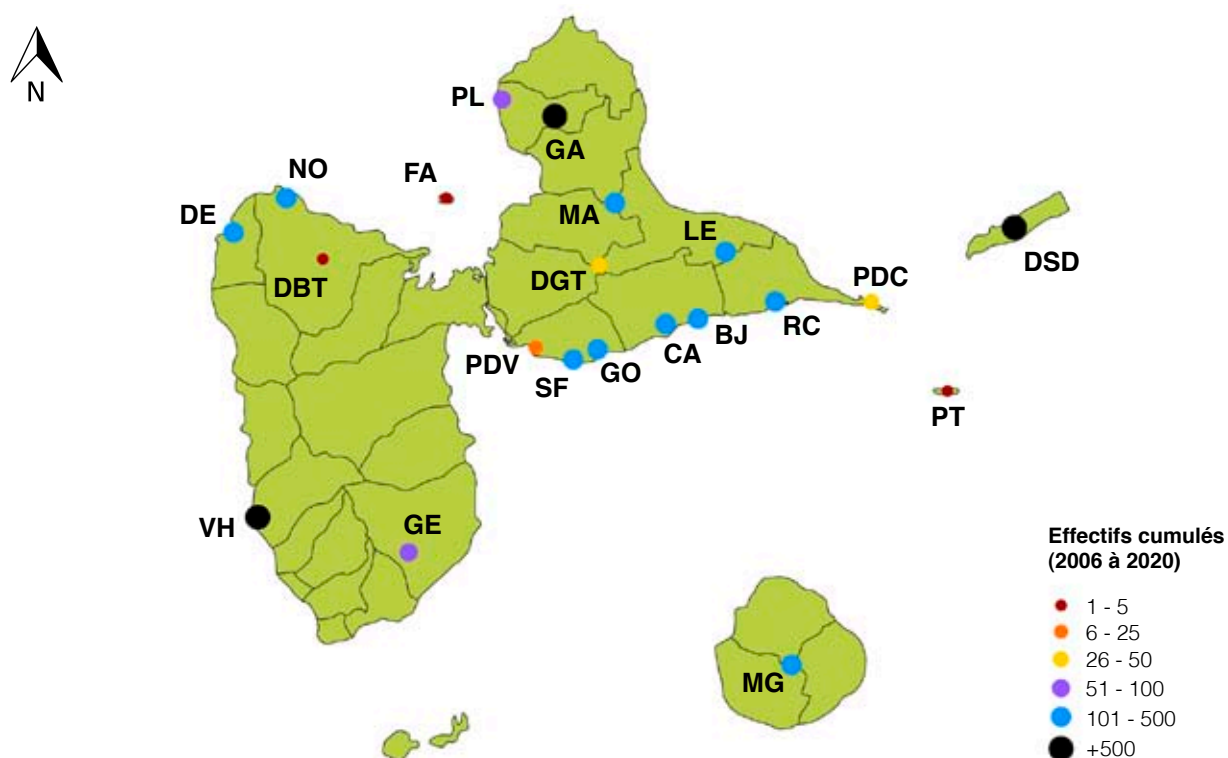 N
PL
GA
NO
FA
DE
MA
LE
DSD
DBT
DGT
PDC
RC
BJ
CA
PDV
SF
GO
PT
VH
GE
MG
Effectifs cumulés
(2006 à 2020)
1 - 5
6 - 25
26 - 50
51 - 100
101 - 500
+500